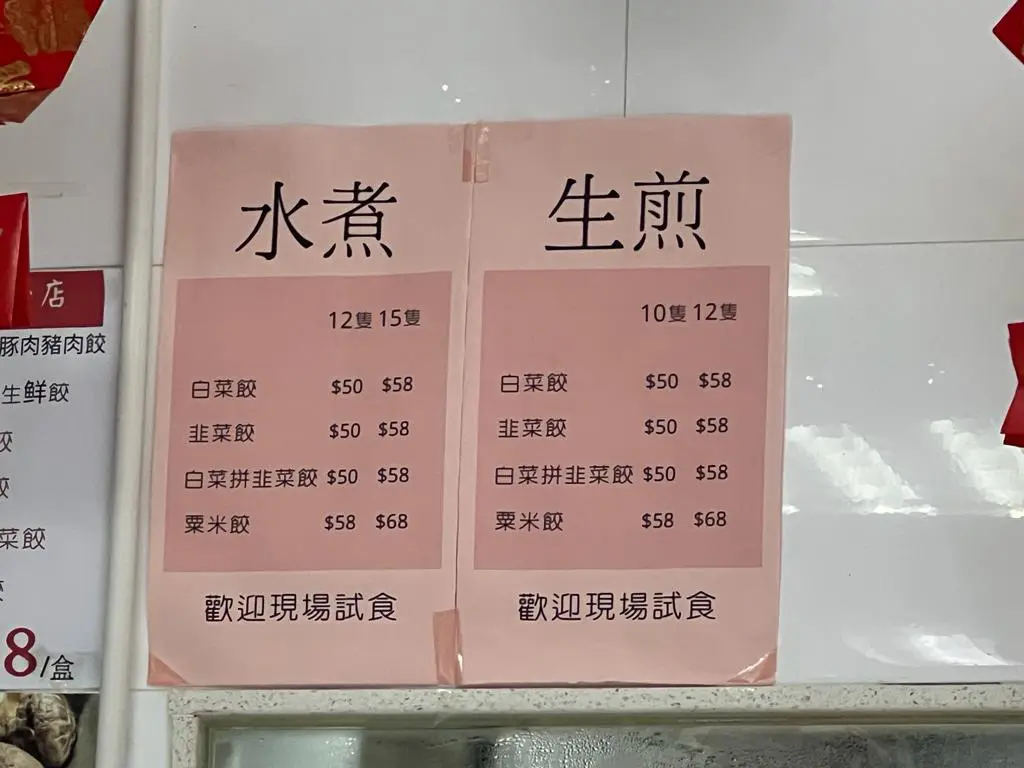 水煮
12隻 15隻
白菜餃 $50 $58
韭菜餃 $50 $58
白菜拼韭菜餃 $50 $58
粟米餃 $58 $68
歡迎現場試食
生煎
10隻 12隻
白菜餃 $50 $58
韭菜餃 $50 $58
白菜拼韭菜餃 $50 $58
粟米餃 $58 $68
歡迎現場試食
店
豚肉豬肉餃
生鮮餃
餃
菜餃
8/盒